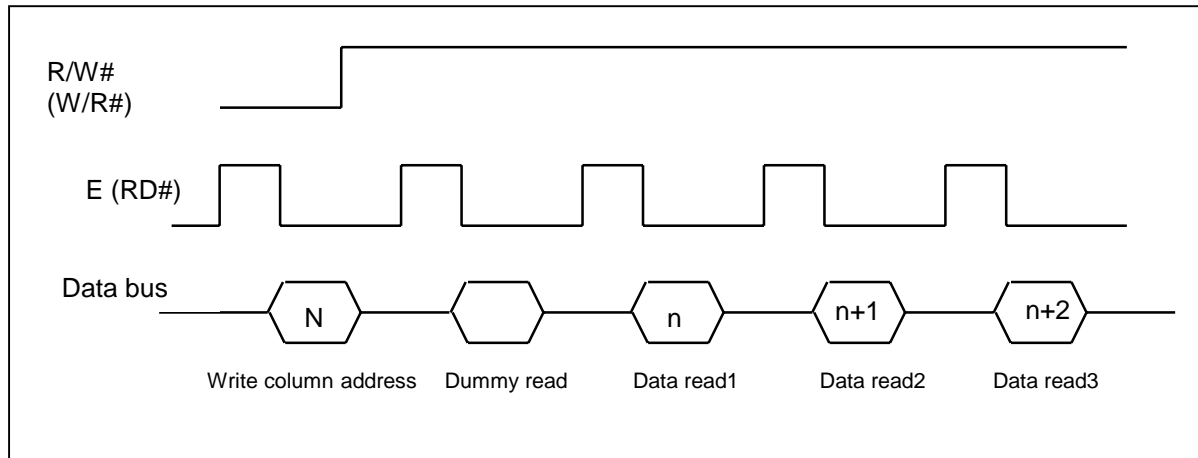 R/W#
(W/R#)
E (RD#)
Data bus
N
n
n+1
n+2
Write column address
Dummy read
Data read1
Data read2
Data read3